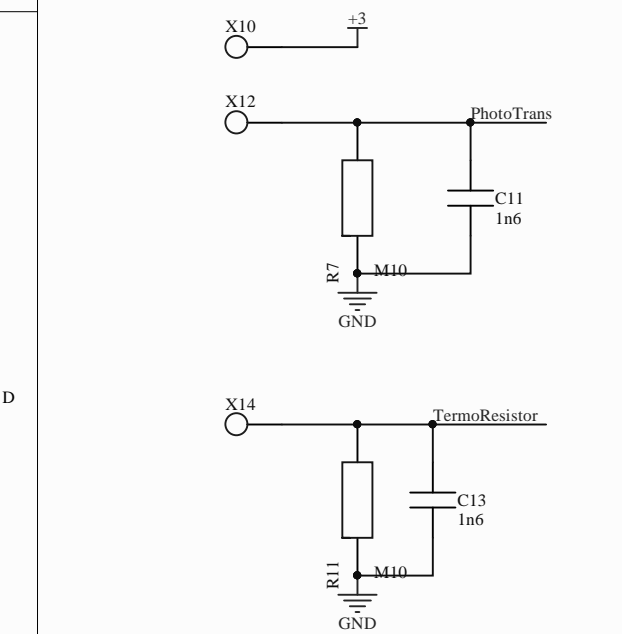 X10
+3
X12
PhotoTrans
C11
1n6
R7
M10
GND
D
X14
TermoResistor
C13
1n6
R11
M10
GND